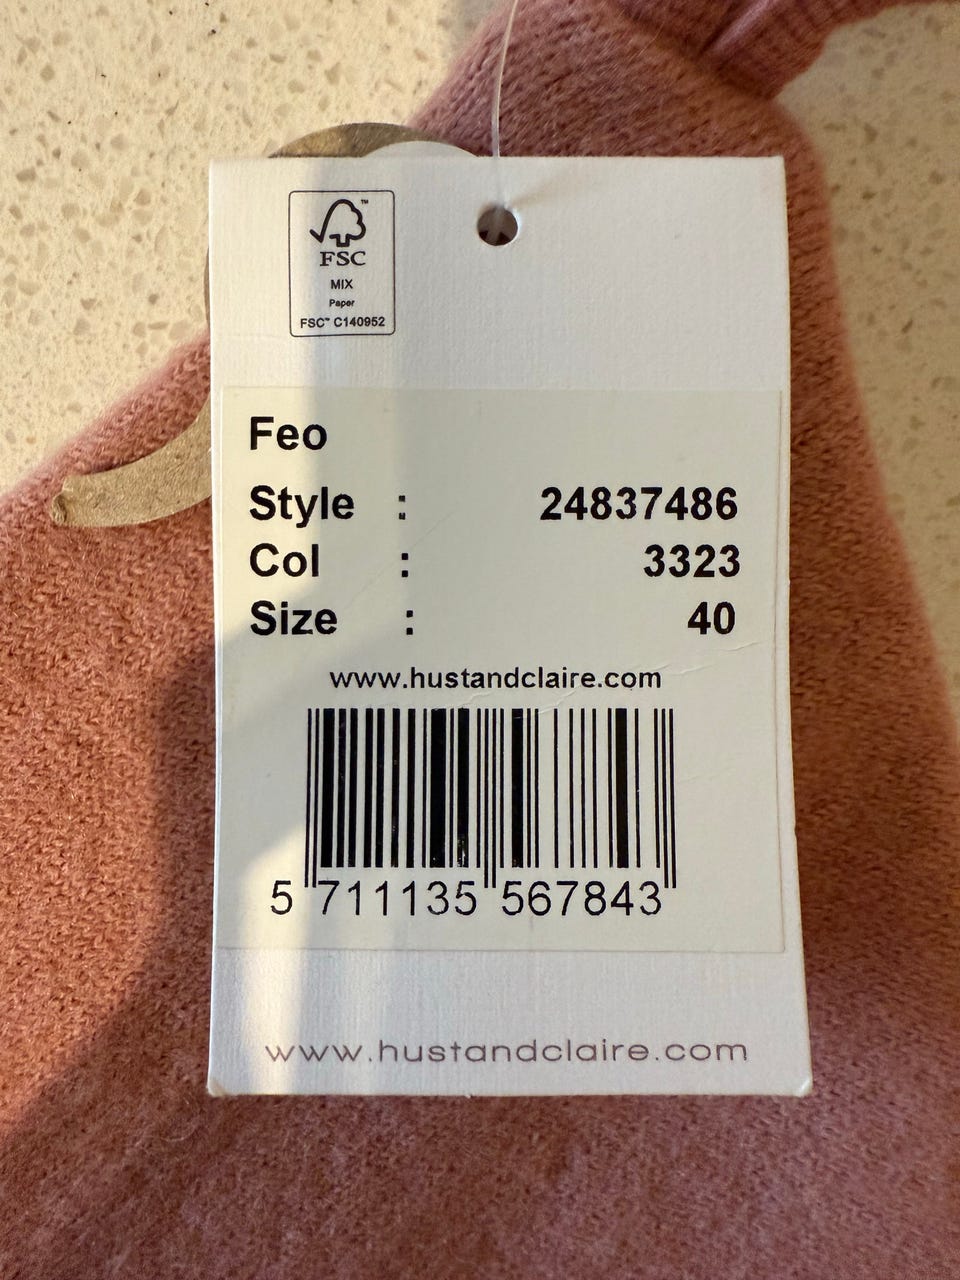 FSC™
MIX
Paper
FSC™ C140952
Feo
Style : 24837486
Col : 3323
Size : 40
www.hustandclaire.com
5 711135 567843
www.hustandclaire.com